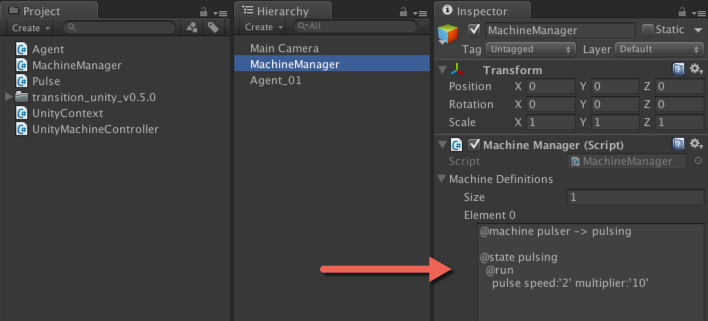 Project
Create
Agent
MachineManager
Pulse
transition_unity_v0.5.0
UnityContext
UnityMachineController
Hierarchy
Create All
Main Camera
MachineManager
Agent_01
Inspector
MachineManager Static
Tag Untagged Layer Default
Transform
Position X 0 Y 0 Z 0
Rotation X 0 Y 0 Z 0
Scale X 1 Y 1 Z 1
Machine Manager (Script)
Script MachineManager
Machine Definitions
Size 1
Element 0
@machine pulser -> pulsing
@state pulsing
@run
pulse speed:'2' multiplier:'10'